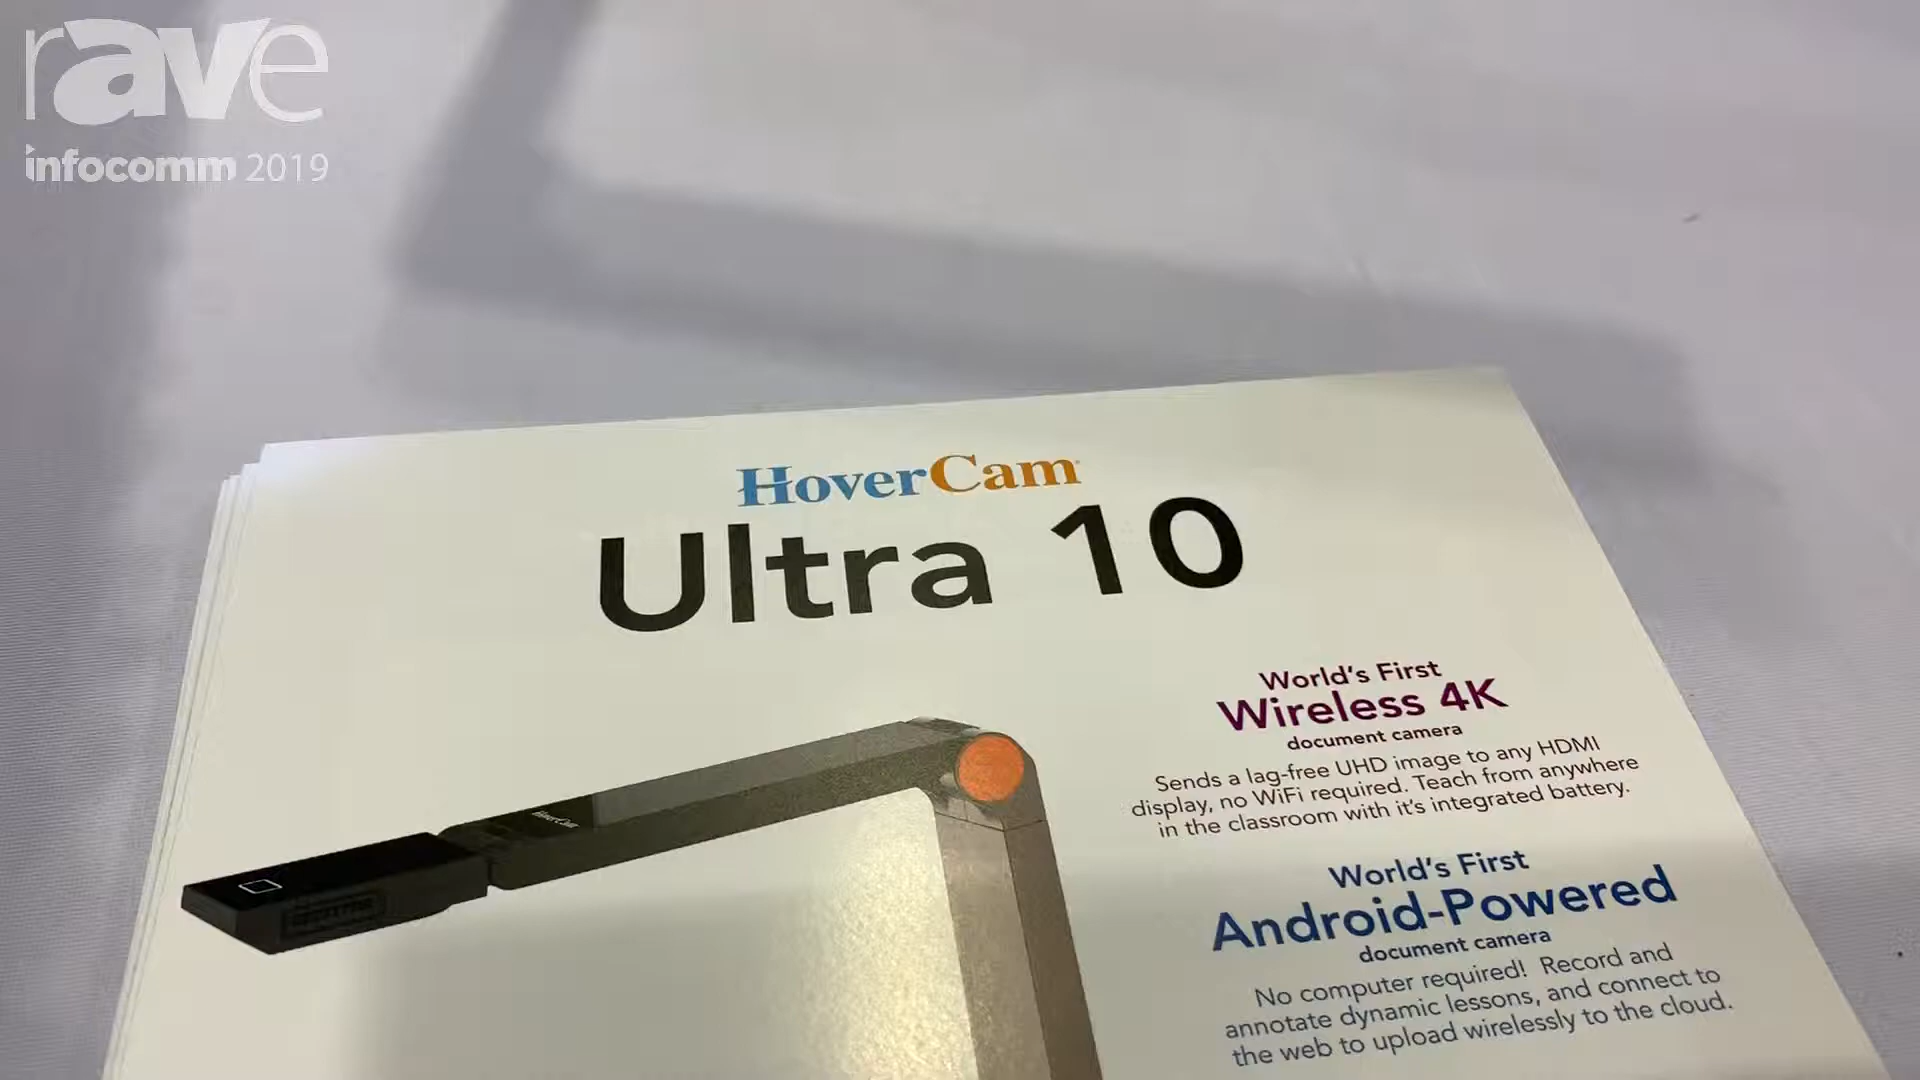 rave
infocomm 2019
HoverCam
Ultra 10
World's First
Wireless 4K
document camera
Sends a lag-free UHD image to any HDMI
display, no WiFi required. Teach from anywhere
in the classroom with it's integrated battery.
HoverCam
World's First
Android-Powered
document camera
No computer required! Record and
annotate dynamic lessons, and connect to
the web to upload wirelessly to the cloud.